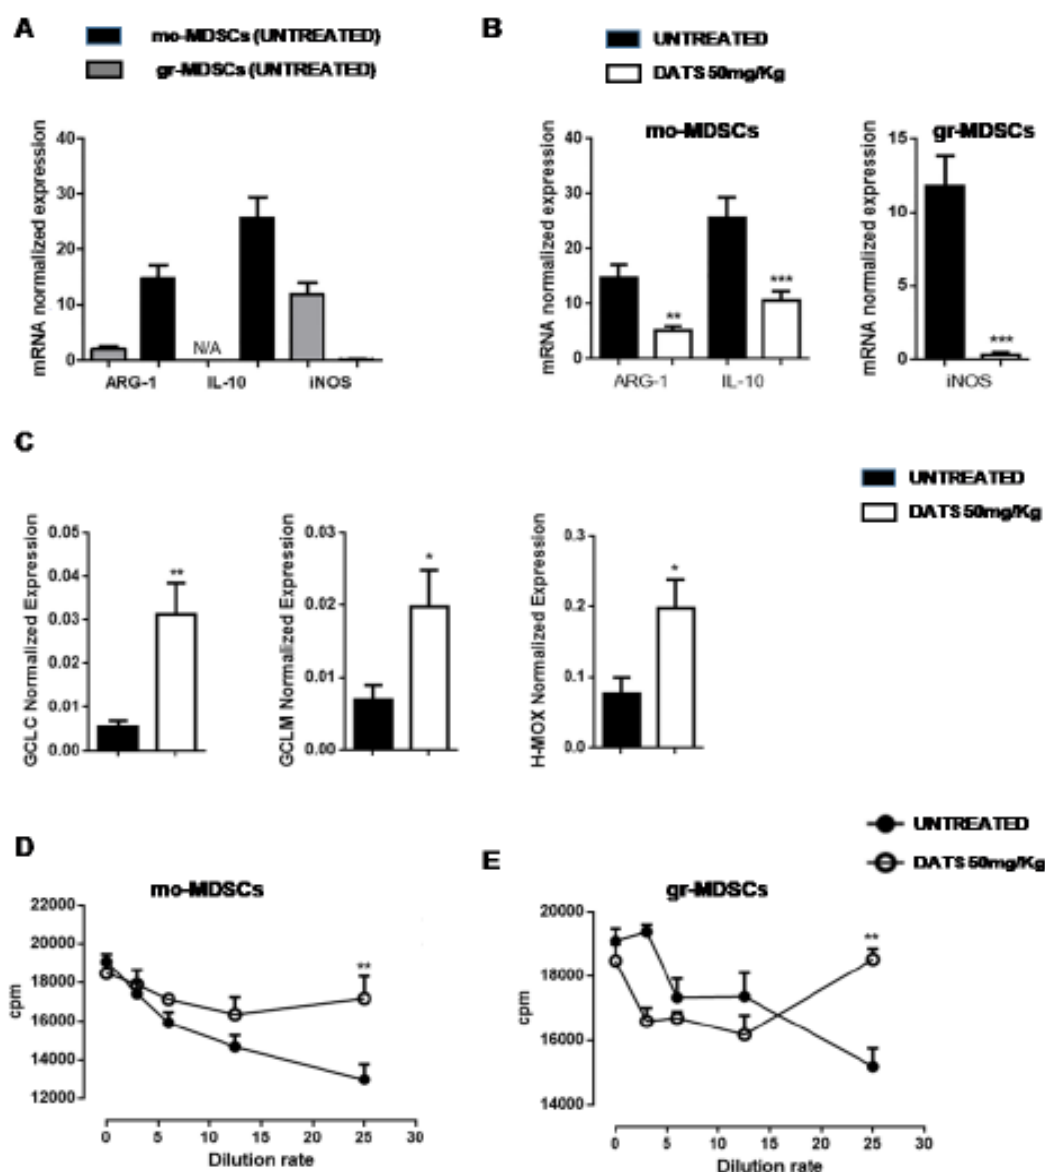 A
mo-MDSCs (UNTREATED)
gr-MDSCs (UNTREATED)
mRNA normalized expression
40
30
20
10
0
N/A
ARG-1 IL-10 iNOS
B
UNTREATED
DATS 50mg/Kg
mo-MDSCs
mRNA normalized expression
40
30
20
10
0
**
***
ARG-1 IL-10
gr-MDSCs
mRNA normalized expression
15
10
5
0
***
iNOS
C
UNTREATED
DATS 50mg/Kg
GCLC Normalized Expression
0.05
0.04
0.03
0.02
0.01
0.00
**
GCLM Normalized Expression
0.03
0.02
0.01
0.00
*
H-MOX Normalized Expression
0.3
0.2
0.1
0.0
*
UNTREATED
DATS 50mg/Kg
D
mo-MDSCs
cpm
22000
20000
18000
16000
14000
12000
**
0 5 10 15 20 25 30
Dilution rate
E
gr-MDSCs
cpm
20000
18000
16000
14000
**
0 5 10 15 20 25 30
Dilution rate